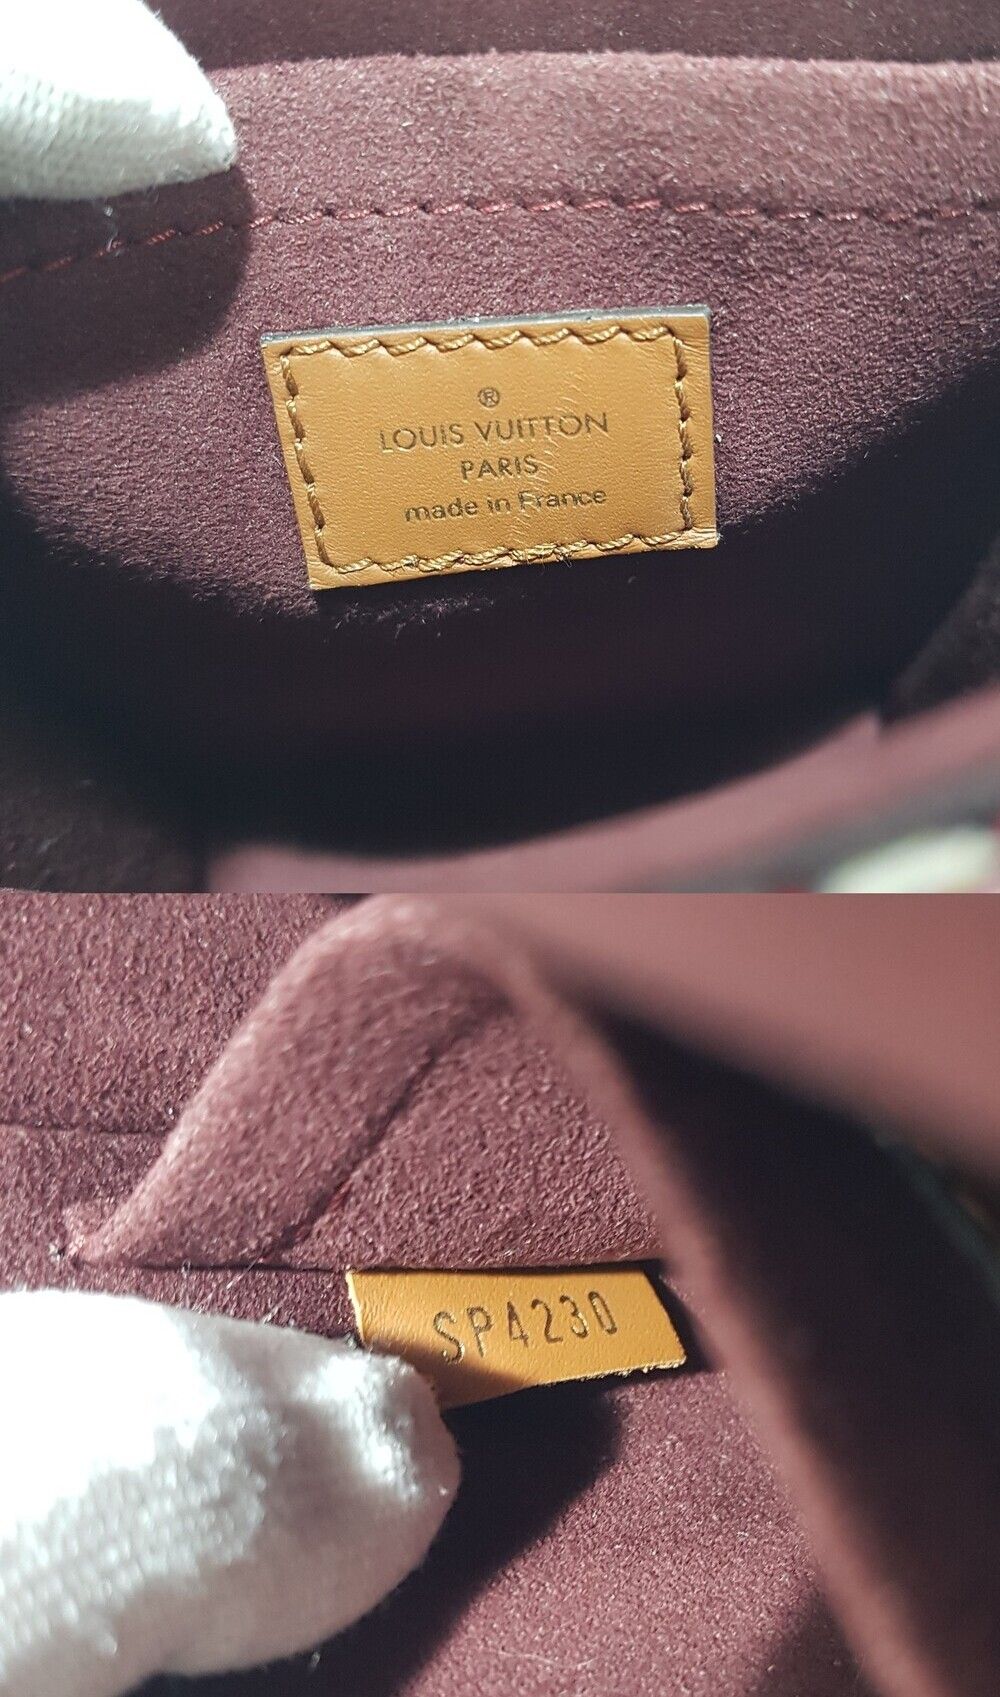 ®
LOUIS VUITTON
PARIS
made in France
SP4230